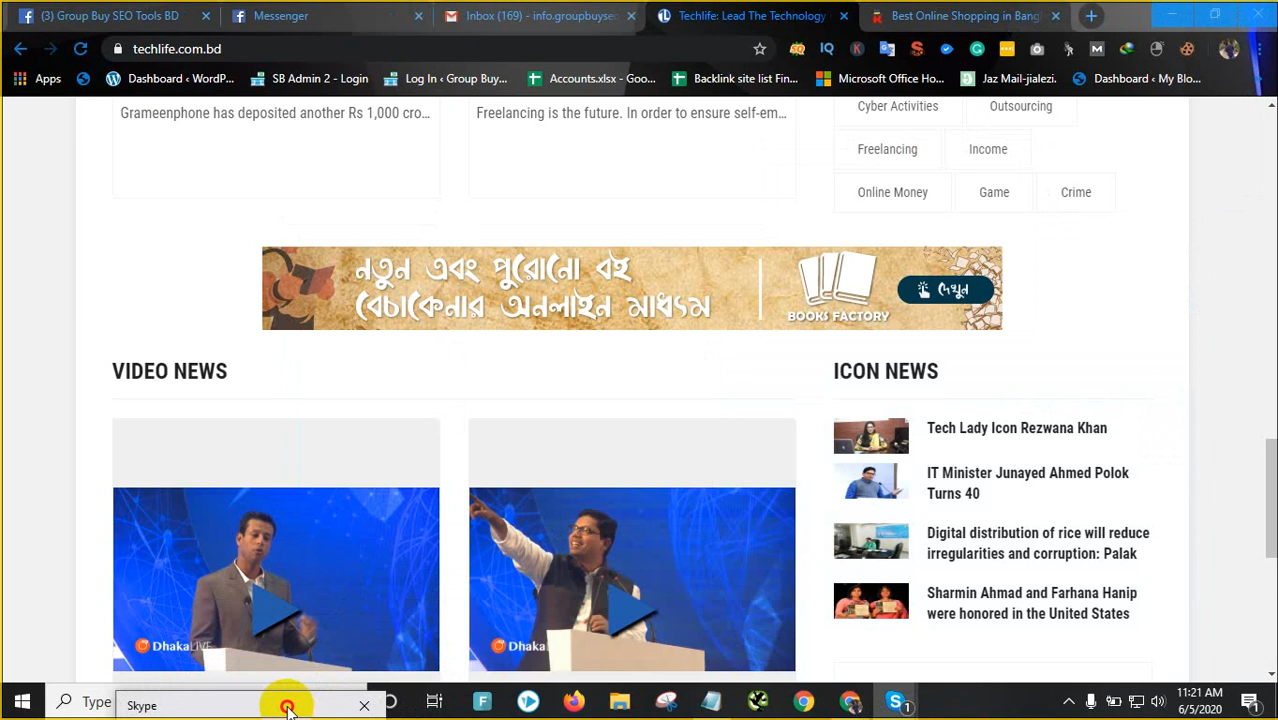 (3) Group Buy SEO Tools BD
Messenger
Inbox (169) - info.groupbuyseo
Techlife: Lead The Technology
Best Online Shopping in Bang
techlife.com.bd
Apps
Dashboard ‹ WordP...
SB Admin 2 - Login
Log In ‹ Group Buy...
Accounts.xlsx - Goo...
Backlink site list Fin...
Microsoft Office Ho...
Jaz Mail-jialezi.
Dashboard ‹ My Blo...
Grameenphone has deposited another Rs 1,000 cro...
Freelancing is the future. In order to ensure self-em...
Cyber Activities
Outsourcing
Freelancing
Income
Online Money
Game
Crime
নতুন এবং পুরোনো বই
বেচাকেনার অনলাইন মাধ্যম
BOOKS FACTORY
দেখুন
VIDEO NEWS
ICON NEWS
Tech Lady Icon Rezwana Khan
IT Minister Junayed Ahmed Polok
Turns 40
Digital distribution of rice will reduce
irregularities and corruption: Palak
Sharmin Ahmad and Farhana Hanip
were honored in the United States
DhakaLIVE
Dhaka
Type
Skype
11:21 AM
6/5/2020